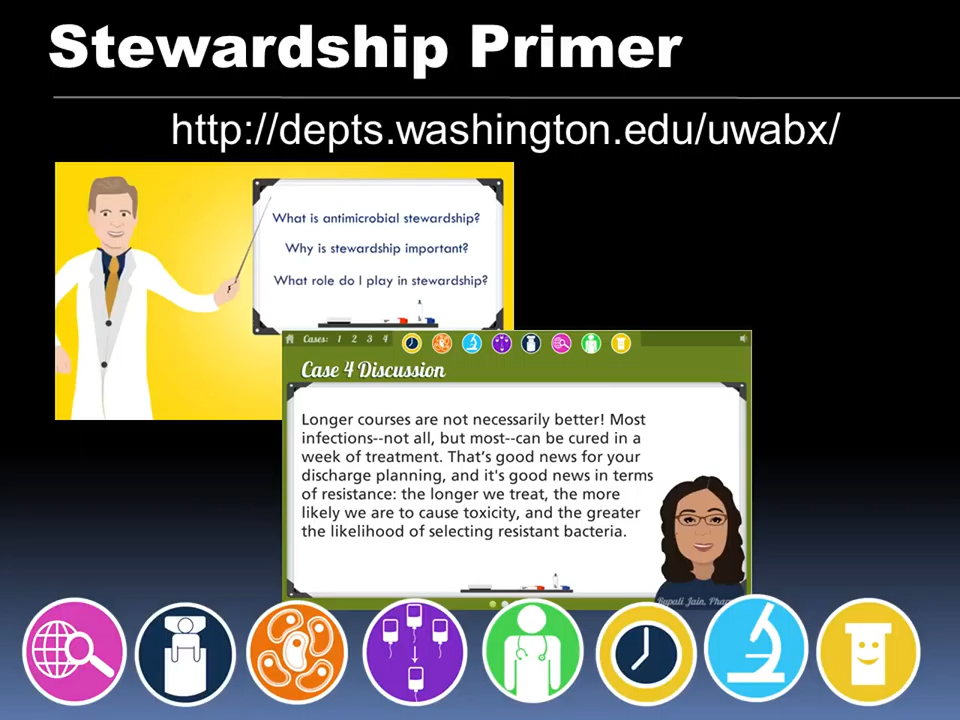 Stewardship Primer
http://depts.washington.edu/uwabx/
What is antimicrobial stewardship?
Why is stewardship important?
What role do I play in stewardship?
Cases: 1 2 3 4
Case 4 Discussion
Longer courses are not necessarily better! Most
infections--not all, but most--can be cured in a
week of treatment. That's good news for your
discharge planning, and it's good news in terms
of resistance: the longer we treat, the more
likely we are to cause toxicity, and the greater
the likelihood of selecting resistant bacteria.
Rupali Jain,